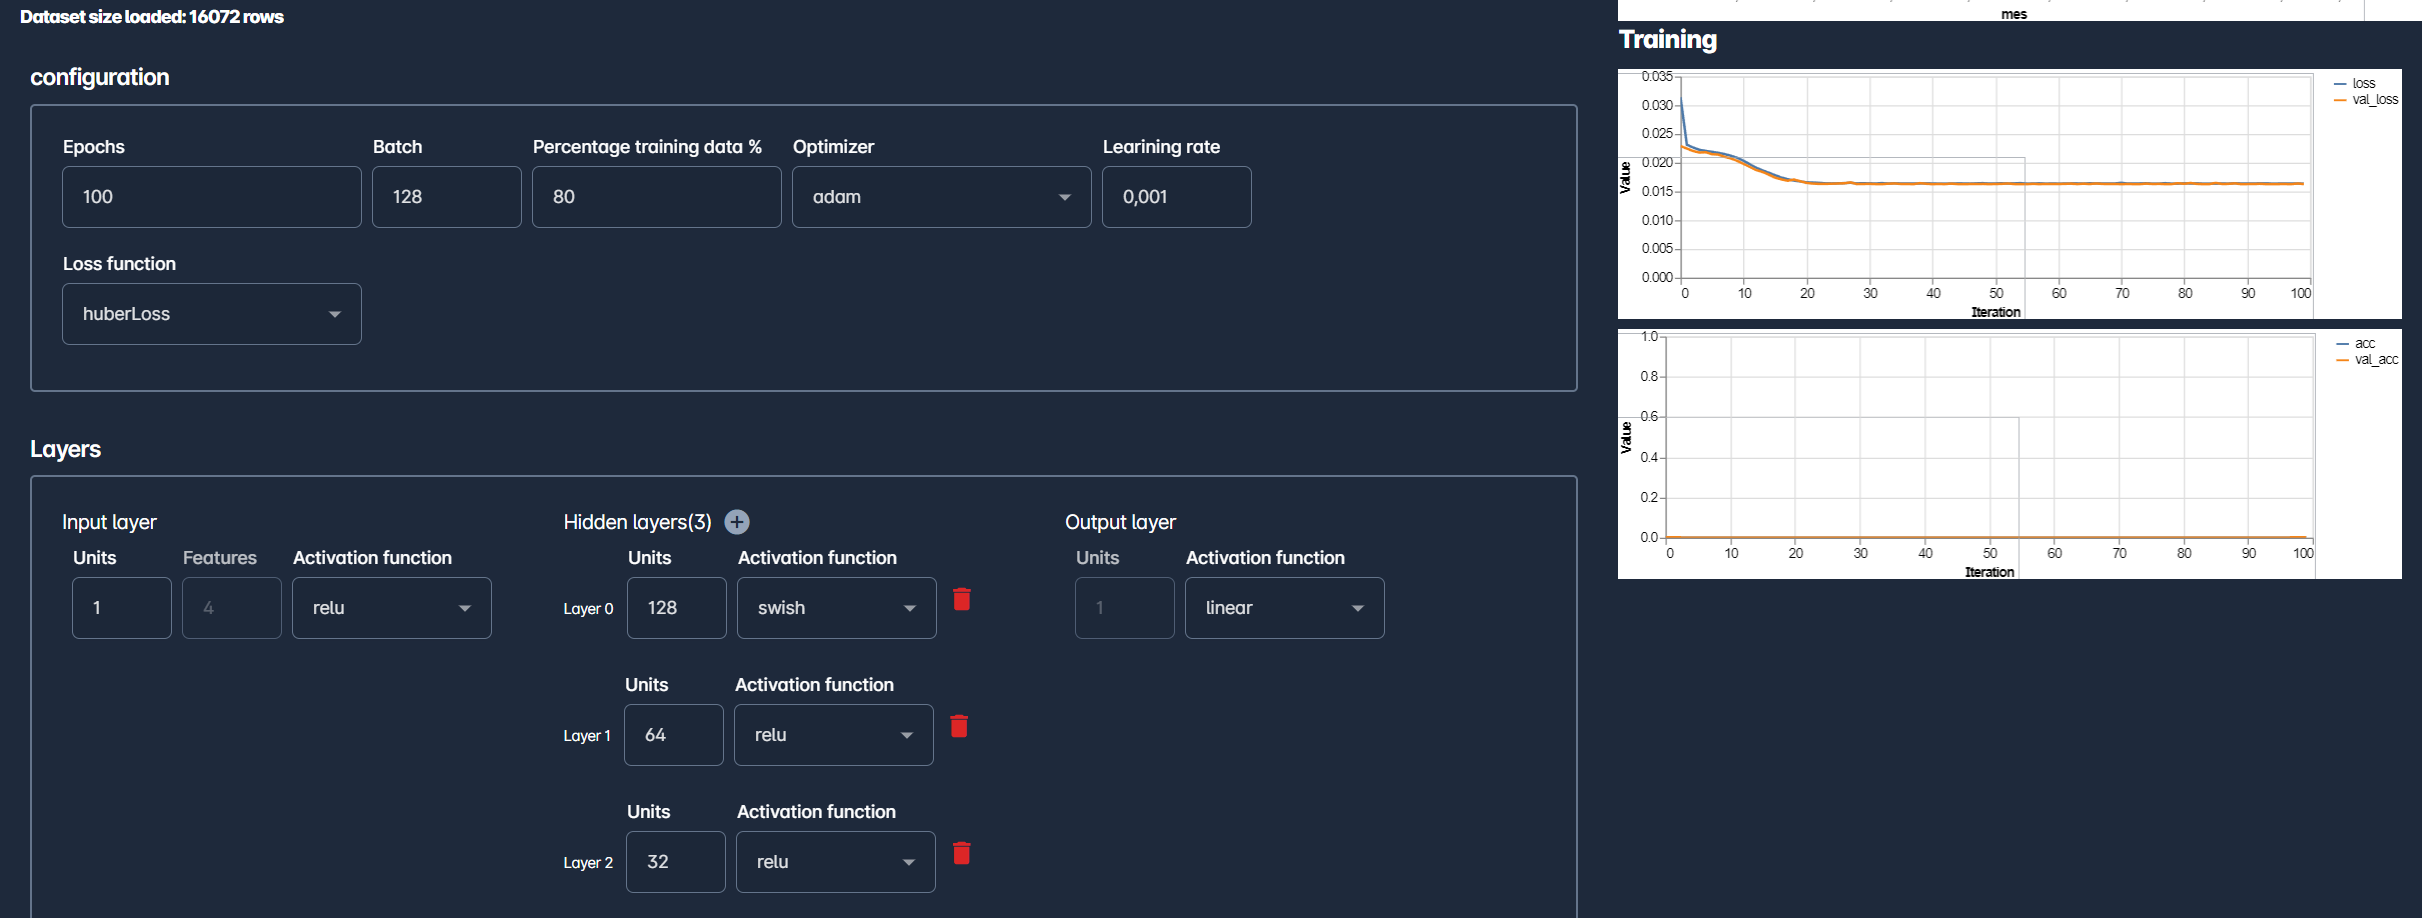 Dataset size loaded: 16072 rows
configuration
Epochs Batch Percentage training data % Optimizer Learining rate
100 128 80 adam 0,001
Loss function
huberLoss
Layers
Input layer Hidden layers(3) + Output layer
Units Features Activation function Units Activation function Units Activation function
1 4 relu Layer 0 128 swish 1 linear
Units Activation function
Layer 1 64 relu
Units Activation function
Layer 2 32 relu
mes
Training
0.035
0.030
0.025
0.020
0.015
0.010
0.005
0.000
Value
0 10 20 30 40 50 60 70 80 90 100
Iteration
loss
val_loss
1.0
0.8
0.6
0.4
0.2
0.0
Value
0 10 20 30 40 50 60 70 80 90 100
Iteration
acc
val_acc